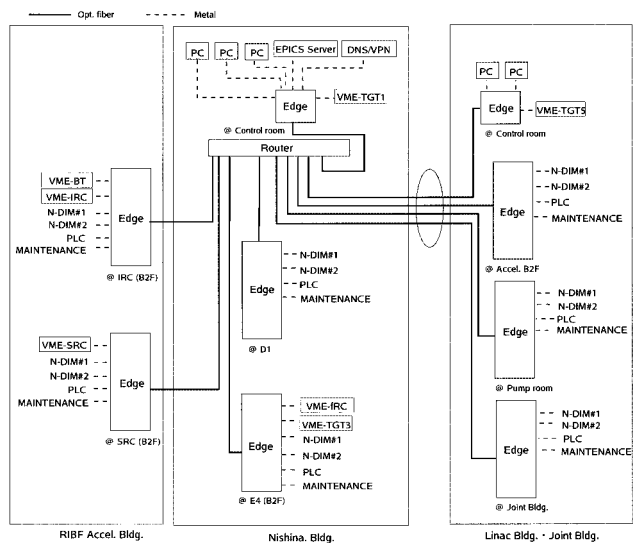 Opt. fiber
Metal
PC
PC
PC
EPICS Server
DNS/VPN
VME-TGT1
Edge
@ Control room
Router
PC
PC
VME-TGT5
Edge
@ Control room
VME-BT
VME-IRC
N-DIM#1
N-DIM#2
PLC
MAINTENANCE
Edge
@ IRC (B2F)
VME-SRC
N-DIM#1
N-DIM#2
PLC
MAINTENANCE
Edge
@ SRC (B2F)
Edge
N-DIM#1
N-DIM#2
PLC
MAINTENANCE
@ D1
Edge
VME-fRC
VME-TGT3
N-DIM#1
N-DIM#2
PLC
MAINTENANCE
@ E4 (B2F)
Edge
N-DIM#1
N-DIM#2
PLC
MAINTENANCE
@ Accel. B2F
Edge
N-DIM#1
N-DIM#2
PLC
MAINTENANCE
@ Pump room
Edge
N-DIM#1
N-DIM#2
PLC
MAINTENANCE
@ Joint Bldg.
RIBF Accel. Bldg.
Nishina. Bldg.
Linac Bldg. · Joint Bldg.